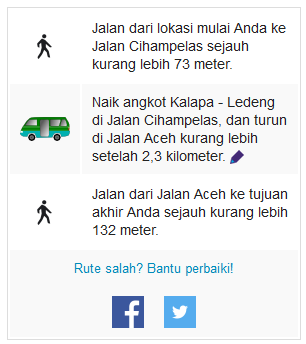 Jalan dari lokasi mulai Anda ke
Jalan Cihampelas sejauh
kurang lebih 73 meter.
Naik angkot Kalapa - Ledeng
di Jalan Cihampelas, dan turun
di Jalan Aceh kurang lebih
setelah 2,3 kilometer.
Jalan dari Jalan Aceh ke tujuan
akhir Anda sejauh kurang lebih
132 meter.
Rute salah? Bantu perbaiki!